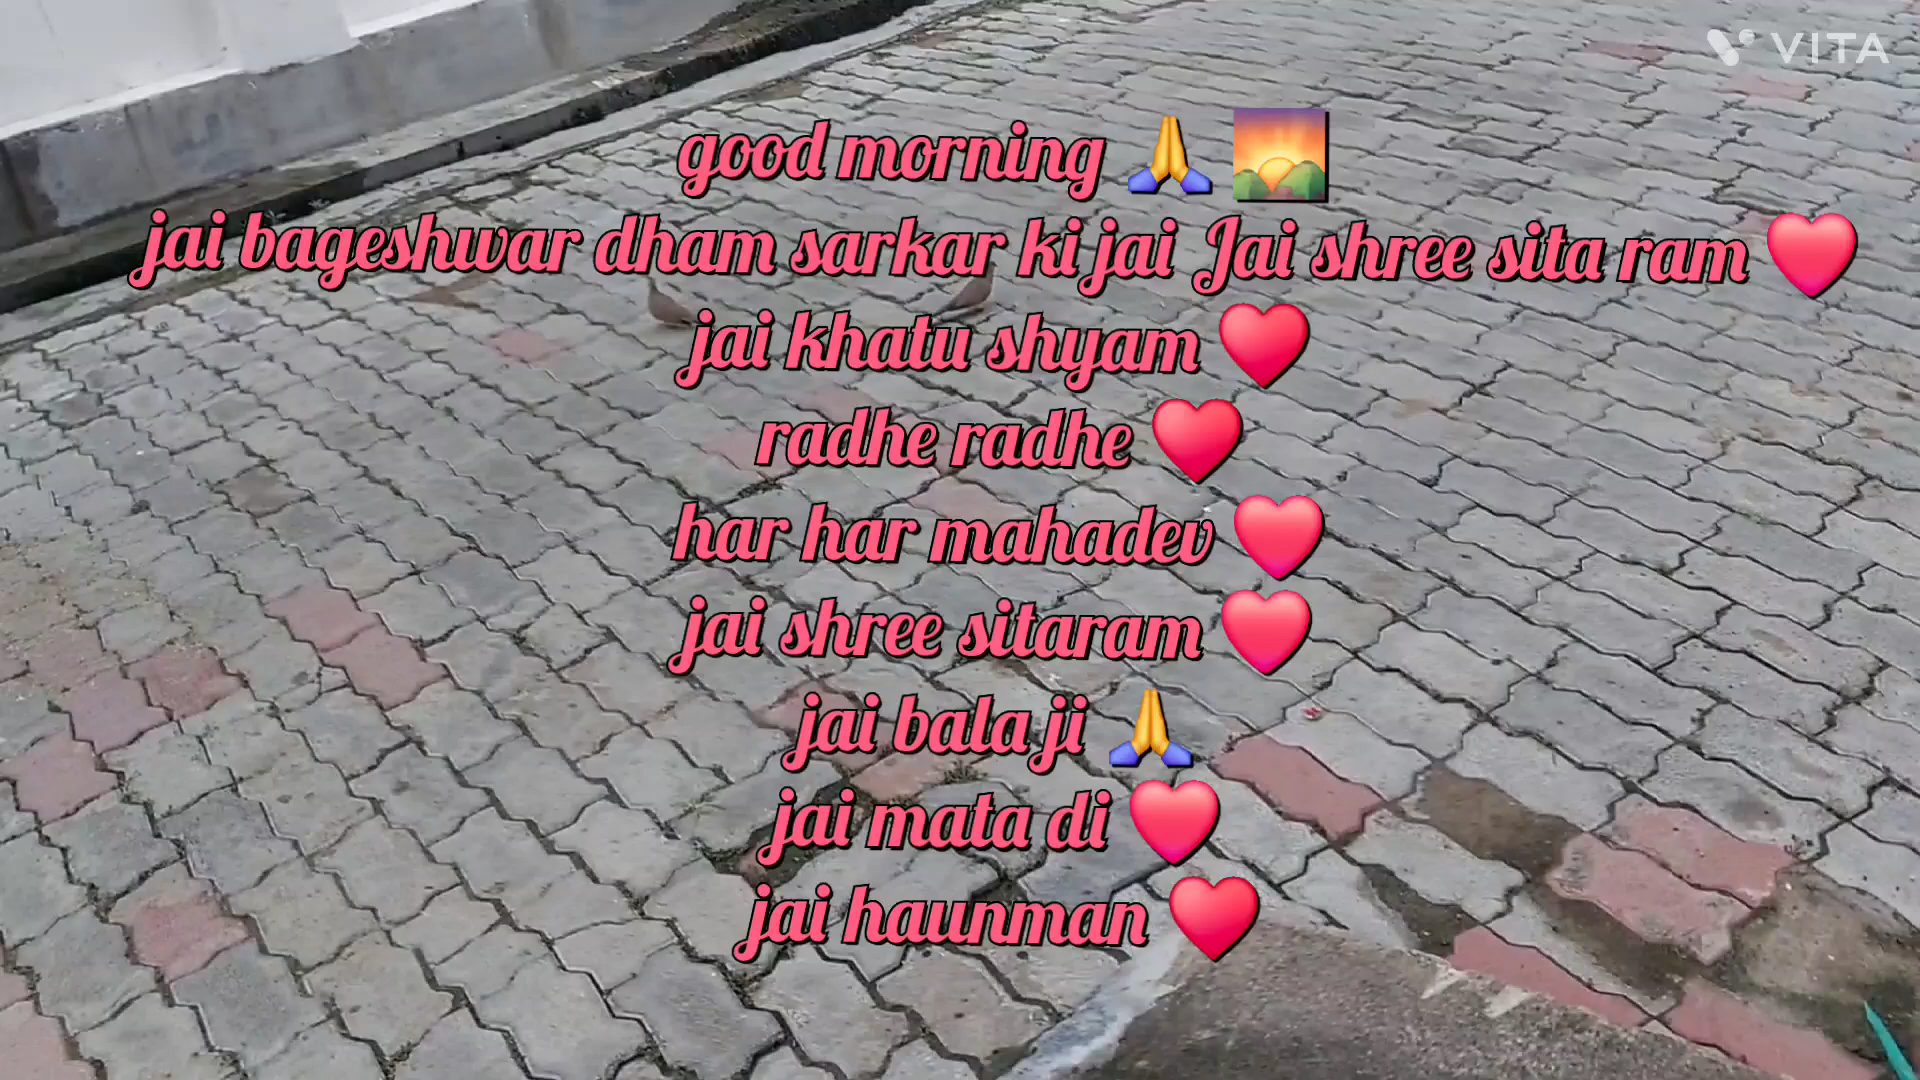 VITA
good morning 🙏 🌄
jai bageshwar dham sarkar ki jai Jai shree sita ram ❤️
jai khatu shyam ❤️
radhe radhe ❤️
har har mahadev ❤️
jai shree sitaram ❤️
jai bala ji 🙏
jai mata di ❤️
jai haunman ❤️